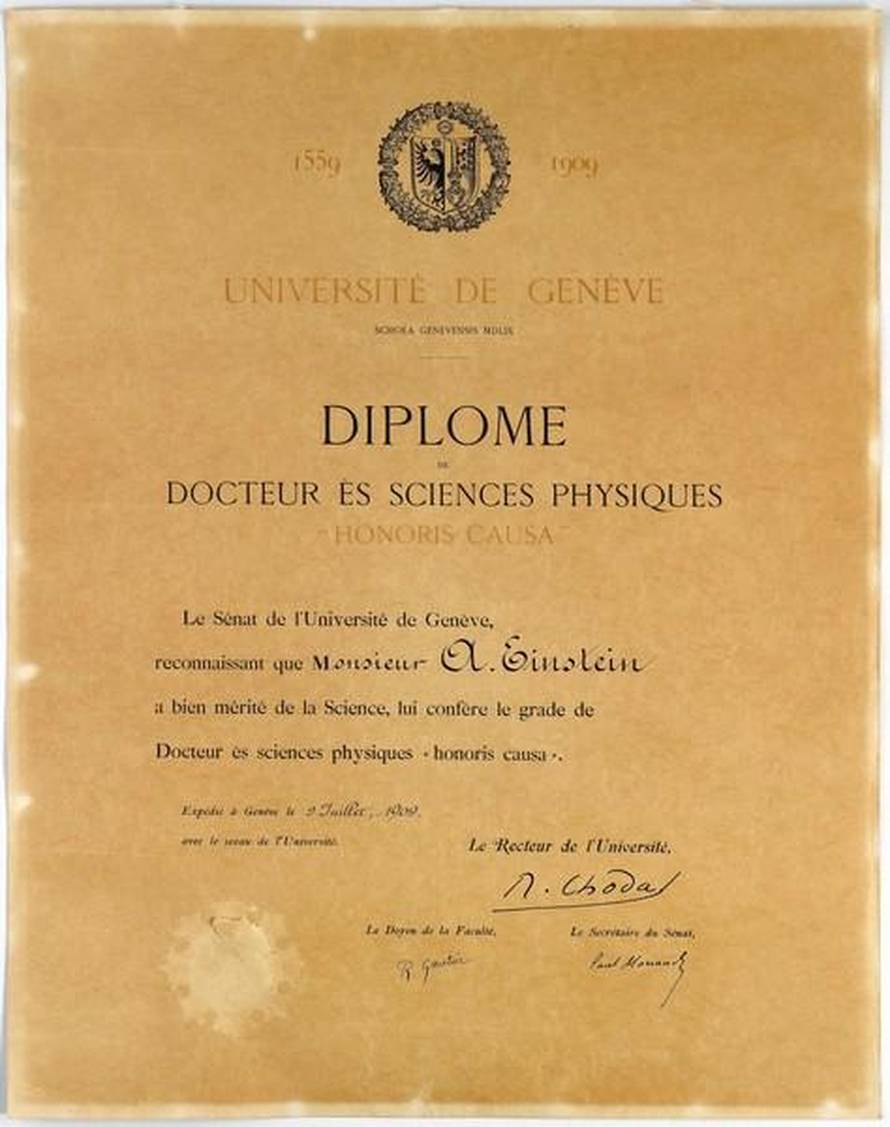 1559 1909
UNIVERSITÉ DE GENÈVE
SCHOLA GENEVENSIS MDLIX
DIPLOME
DE
DOCTEUR ÈS SCIENCES PHYSIQUES
"HONORIS CAUSA"
Le Sénat de l'Université de Genève,
reconnaissant que Monsieur A. Einstein
a bien mérité de la Science, lui confère le grade de
Docteur ès sciences physiques « honoris causa ».
Expédié à Genève le 9 Juillet, 1909.
avec le sceau de l'Université.
Le Recteur de l'Université,
R. Chodat
Le Doyen de la Faculté, Le Secrétaire du Sénat,
R Gautier Paul